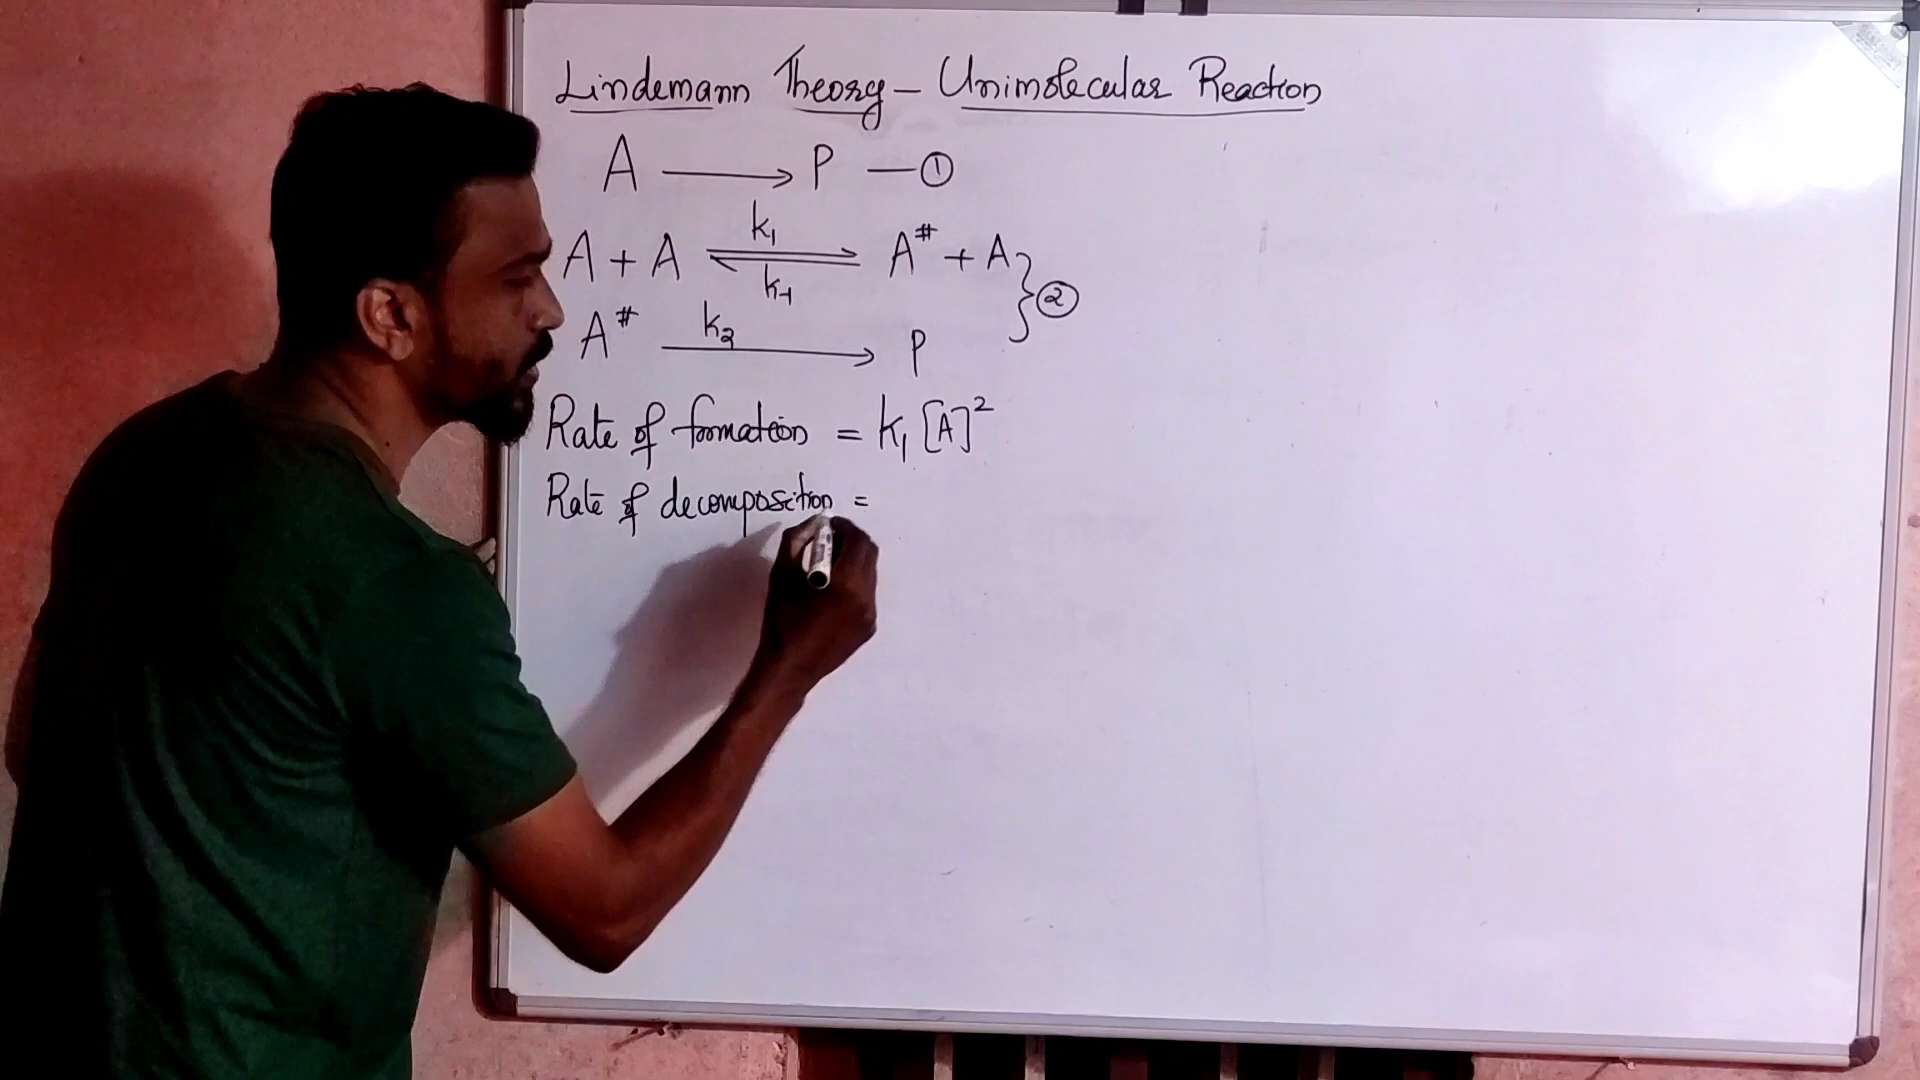 Lindemann Theory - Unimolecular Reaction
A ⟶ P — ①
A + A ⇌ A# + A } ②
k₁
k₋₁
A# ⟶ P
k₂
Rate of formation = k₁ [A]²
Rate of decomposition =